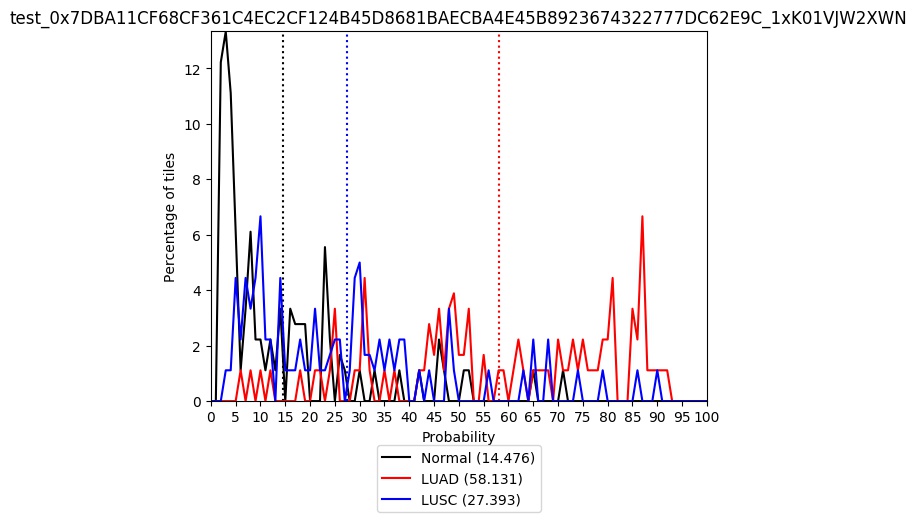 test_0x7DBA11CF68CF361C4EC2CF124B45D8681BAECBA4E45B8923674322777DC62E9C_1xK01VJW2XWN
12
10
8
6
4
2
0
Percentage of tiles
0 5 10 15 20 25 30 35 40 45 50 55 60 65 70 75 80 85 90 95 100
Probability
Normal (14.476)
LUAD (58.131)
LUSC (27.393)